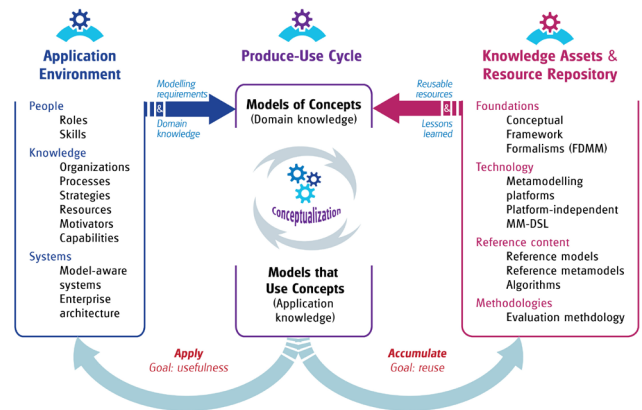 Application
Environment
People
Roles
Skills
Knowledge
Organizations
Processes
Strategies
Resources
Motivators
Capabilities
Systems
Model-aware
systems
Enterprise
architecture
Modelling
requirements
&
Domain
knowledge
Produce-Use Cycle
Models of Concepts
(Domain knowledge)
Conceptualization
Models that
Use Concepts
(Application
knowledge)
Reusable
resources
&
Lessons
learned
Knowledge Assets &
Resource Repository
Foundations
Conceptual
Framework
Formalisms (FDMM)
Technology
Metamodelling
platforms
Platform-independent
MM-DSL
Reference content
Reference models
Reference metamodels
Algorithms
Methodologies
Evaluation methdology
Apply
Goal: usefulness
Accumulate
Goal: reuse